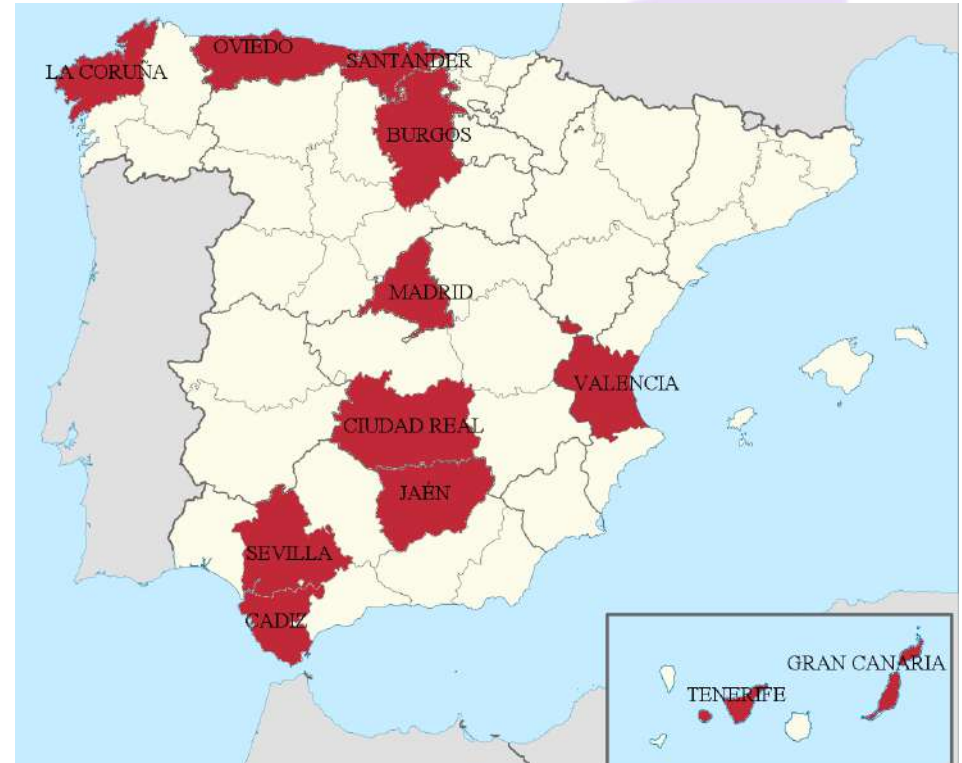 OVIEDO
SANTANDER
LA CORUÑA
BURGOS
MADRID
VALENCIA
CIUDAD REAL
JAÉN
SEVILLA
CADIZ
GRAN CANARIA
TENERIFE